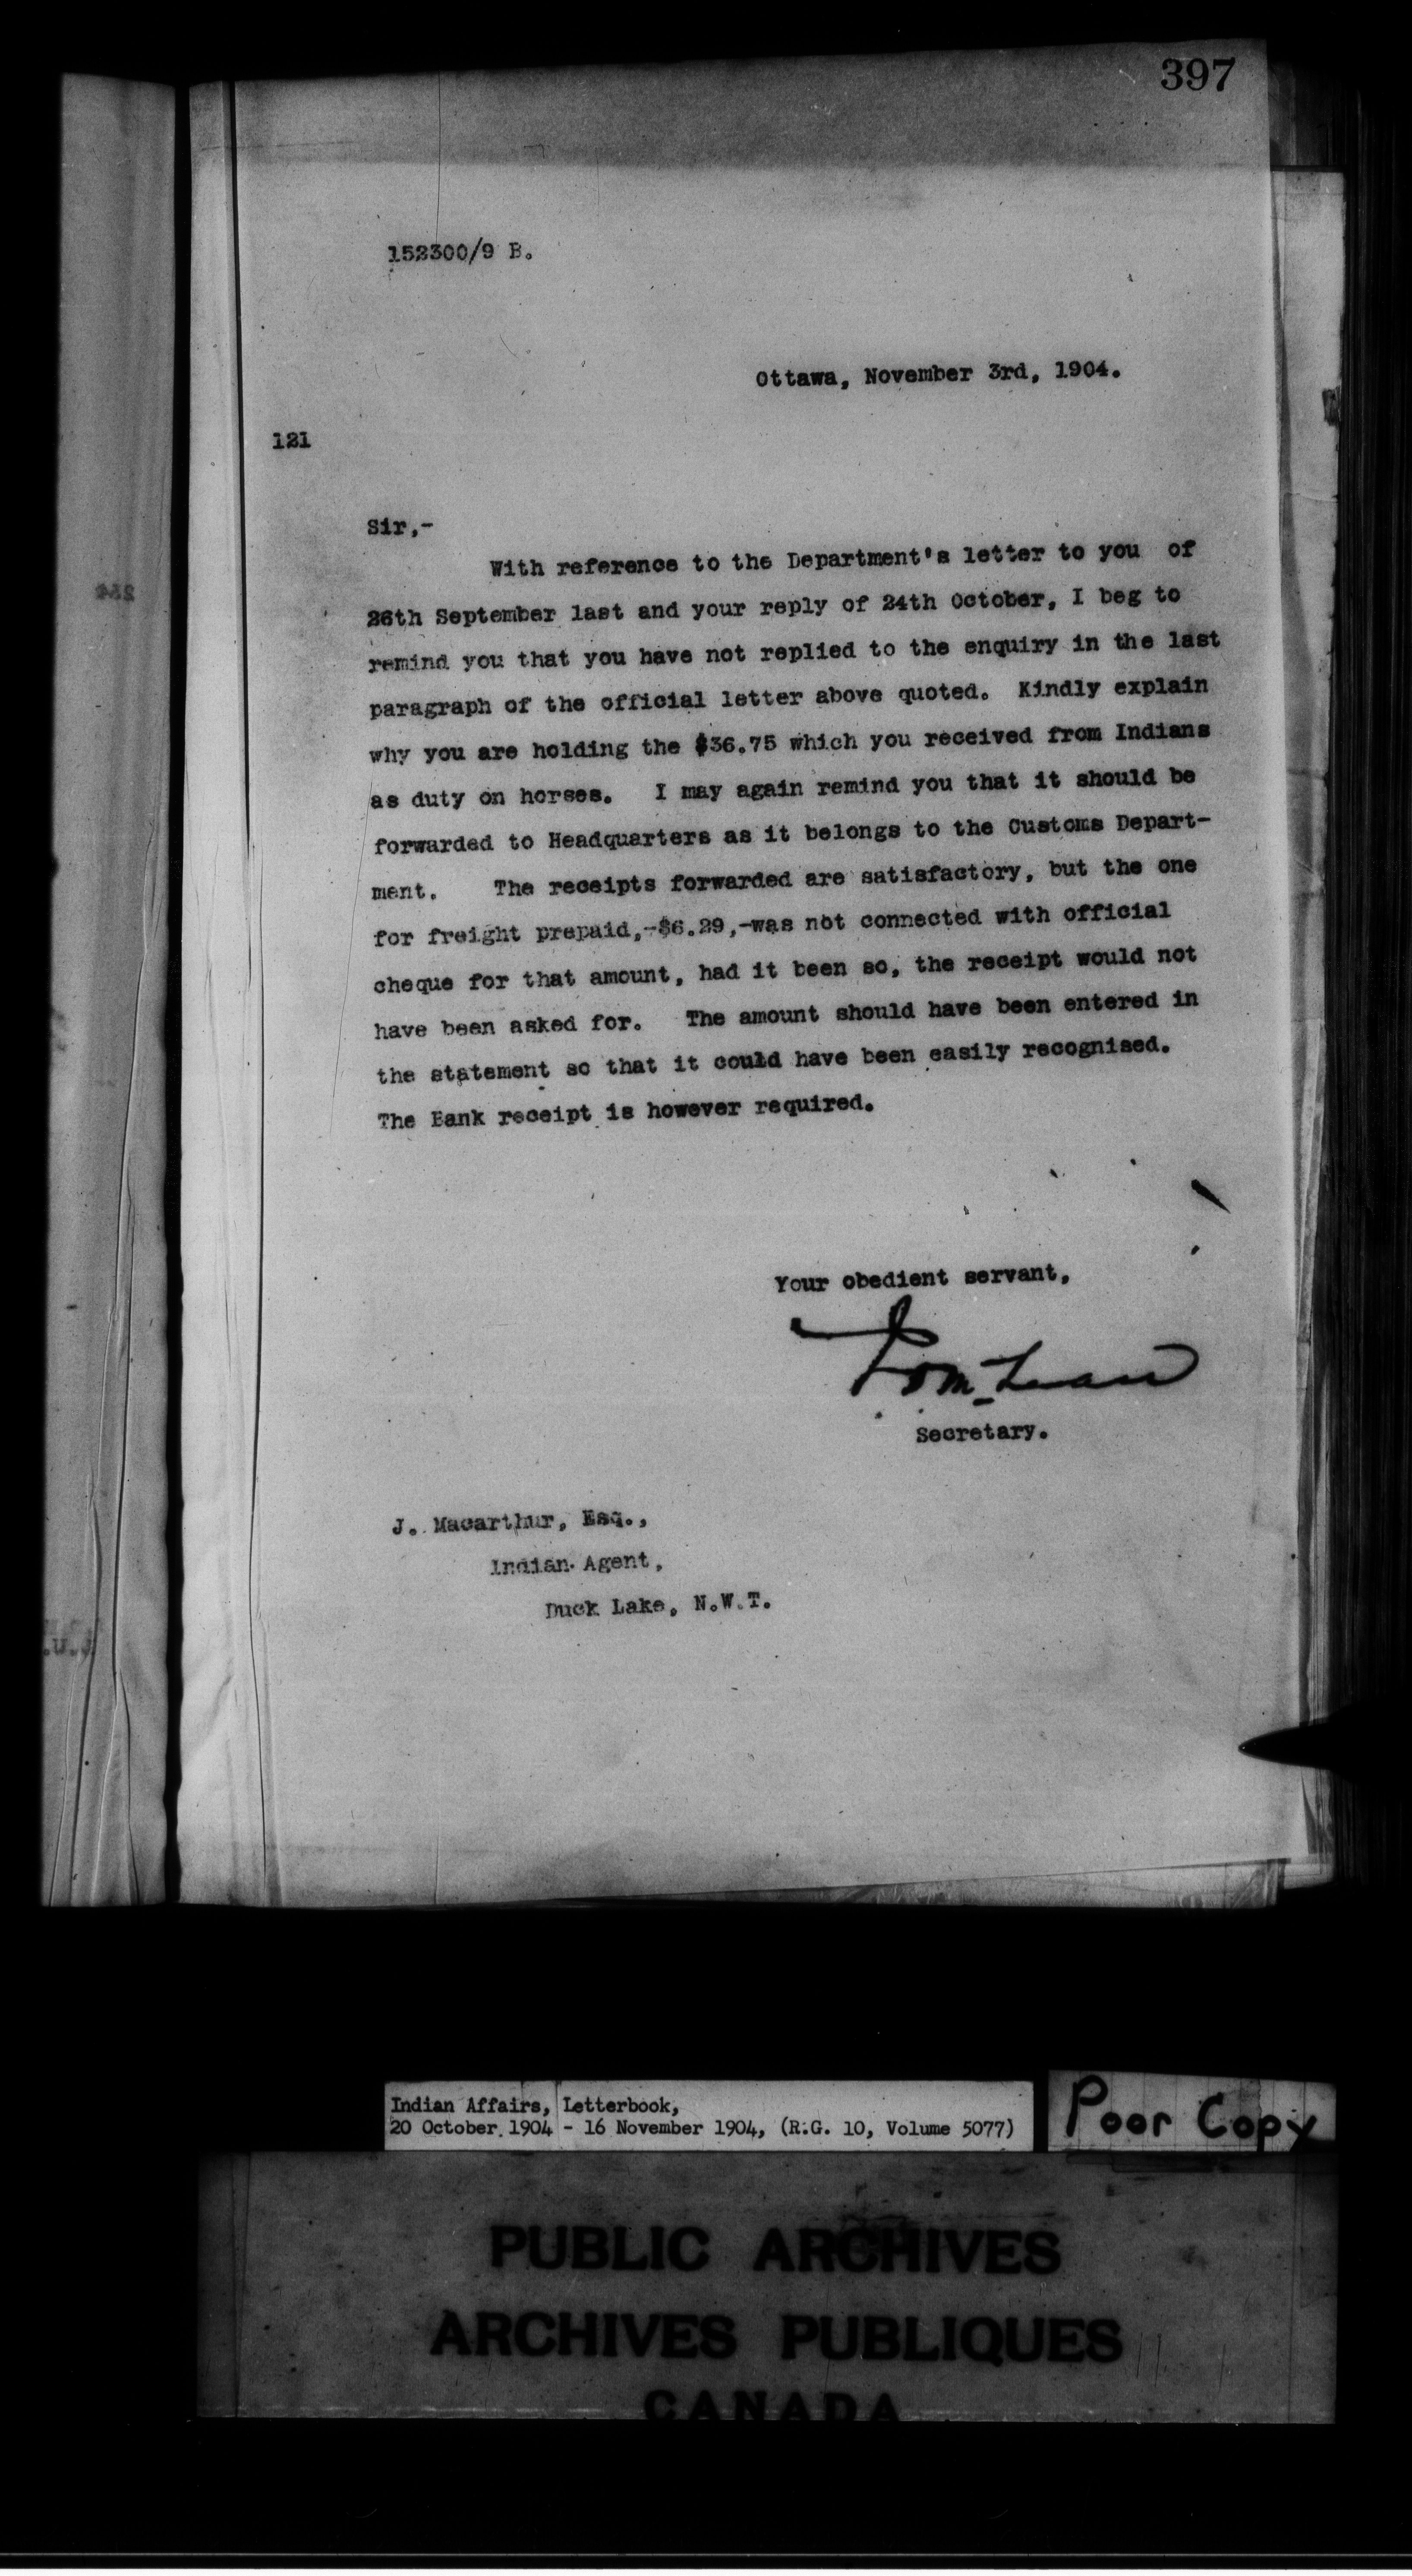 397
152300/9 B.
Ottawa, November 3rd, 1904.
121
Sir,-
With reference to the Department's letter to you of
26th September last and your reply of 24th October, I beg to
remind you that you have not replied to the enquiry in the last
paragraph of the official letter above quoted. Kindly explain
why you are holding the $36.75 which you received from Indians
as duty on horses. I may again remind you that it should be
forwarded to Headquarters as it belongs to the Customs Depart-
ment. The receipts forwarded are satisfactory, but the one
for freight prepaid,-$6.29,-was not connected with official
cheque for that amount, had it been so, the receipt would not
have been asked for. The amount should have been entered in
the statement so that it could have been easily recognised.
The Bank receipt is however required.
Your obedient servant,
Secretary.
J. Macarthur, Esq.,
Indian Agent,
Duck Lake, N.W.T.
Indian Affairs, Letterbook,
20 October 1904 - 16 November 1904, (R.G. 10, Volume 5077)
Poor Copy
PUBLIC ARCHIVES
ARCHIVES PUBLIQUES
CANADA